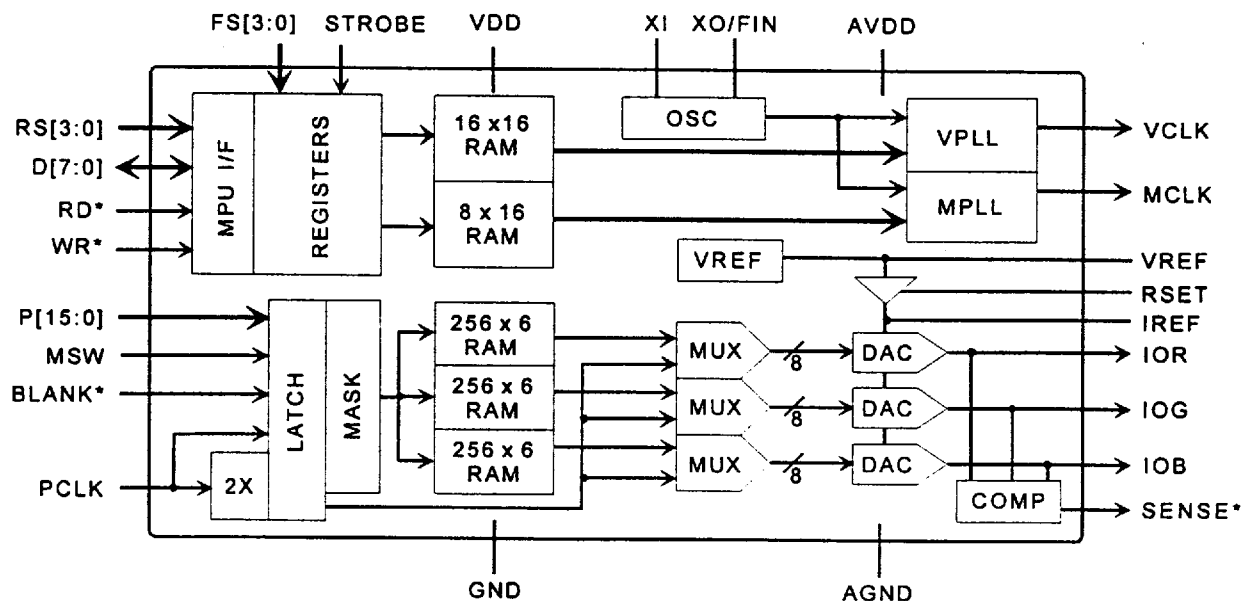 FS[3:0] STROBE VDD XI XO/FIN AVDD
RS[3:0]
D[7:0]
RD*
WR*
MPU I/F
REGISTERS
16 x16
RAM
8 x 16
RAM
OSC
VPLL
MPLL
VCLK
MCLK
VREF
VREF
RSET
IREF
P[15:0]
MSW
BLANK*
PCLK
2X
LATCH
MASK
256 x 6
RAM
256 x 6
RAM
256 x 6
RAM
MUX
8
DAC
IOR
MUX
8
DAC
IOG
MUX
8
DAC
IOB
COMP
SENSE*
GND
AGND